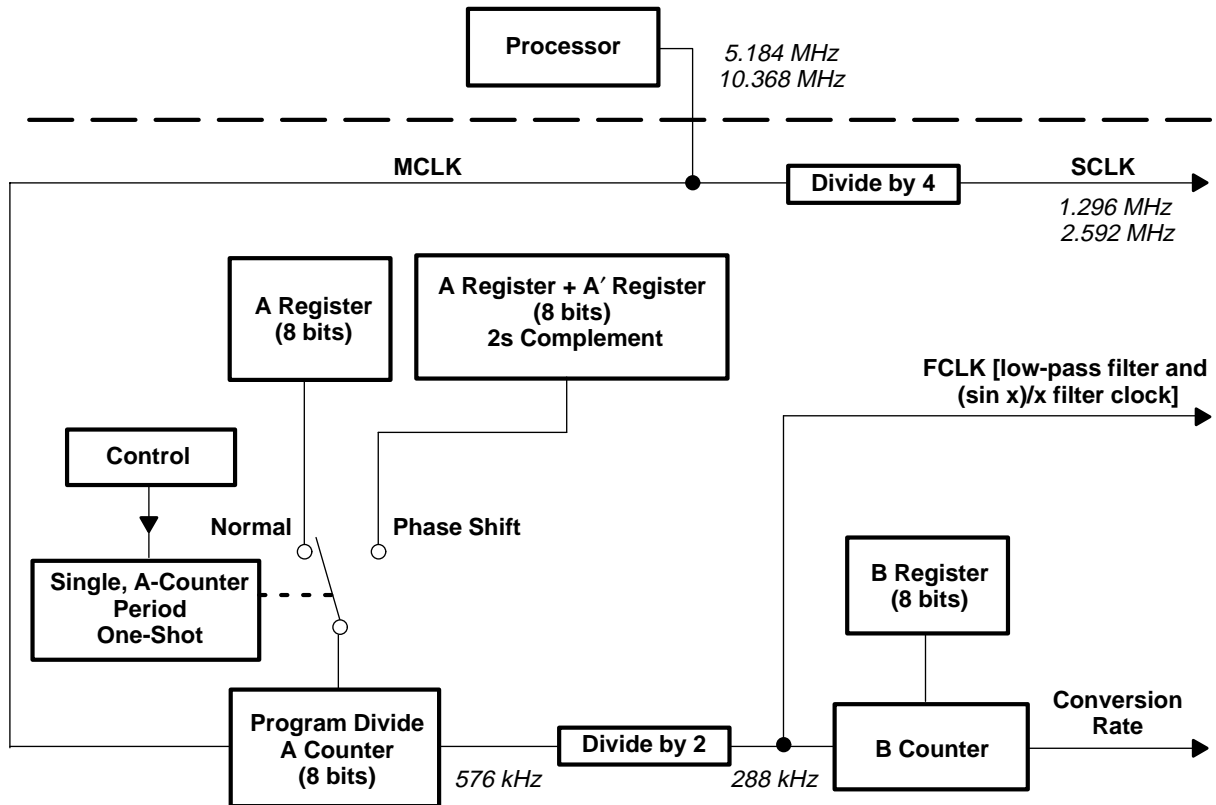 Processor
5.184 MHz
10.368 MHz
MCLK
Divide by 4
SCLK
1.296 MHz
2.592 MHz
A Register
(8 bits)
A Register + A′ Register
(8 bits)
2s Complement
FCLK [low-pass filter and
(sin x)/x filter clock]
Control
Normal
Phase Shift
Single, A-Counter
Period
One-Shot
B Register
(8 bits)
Program Divide
A Counter
(8 bits)
576 kHz
Divide by 2
288 kHz
B Counter
Conversion
Rate